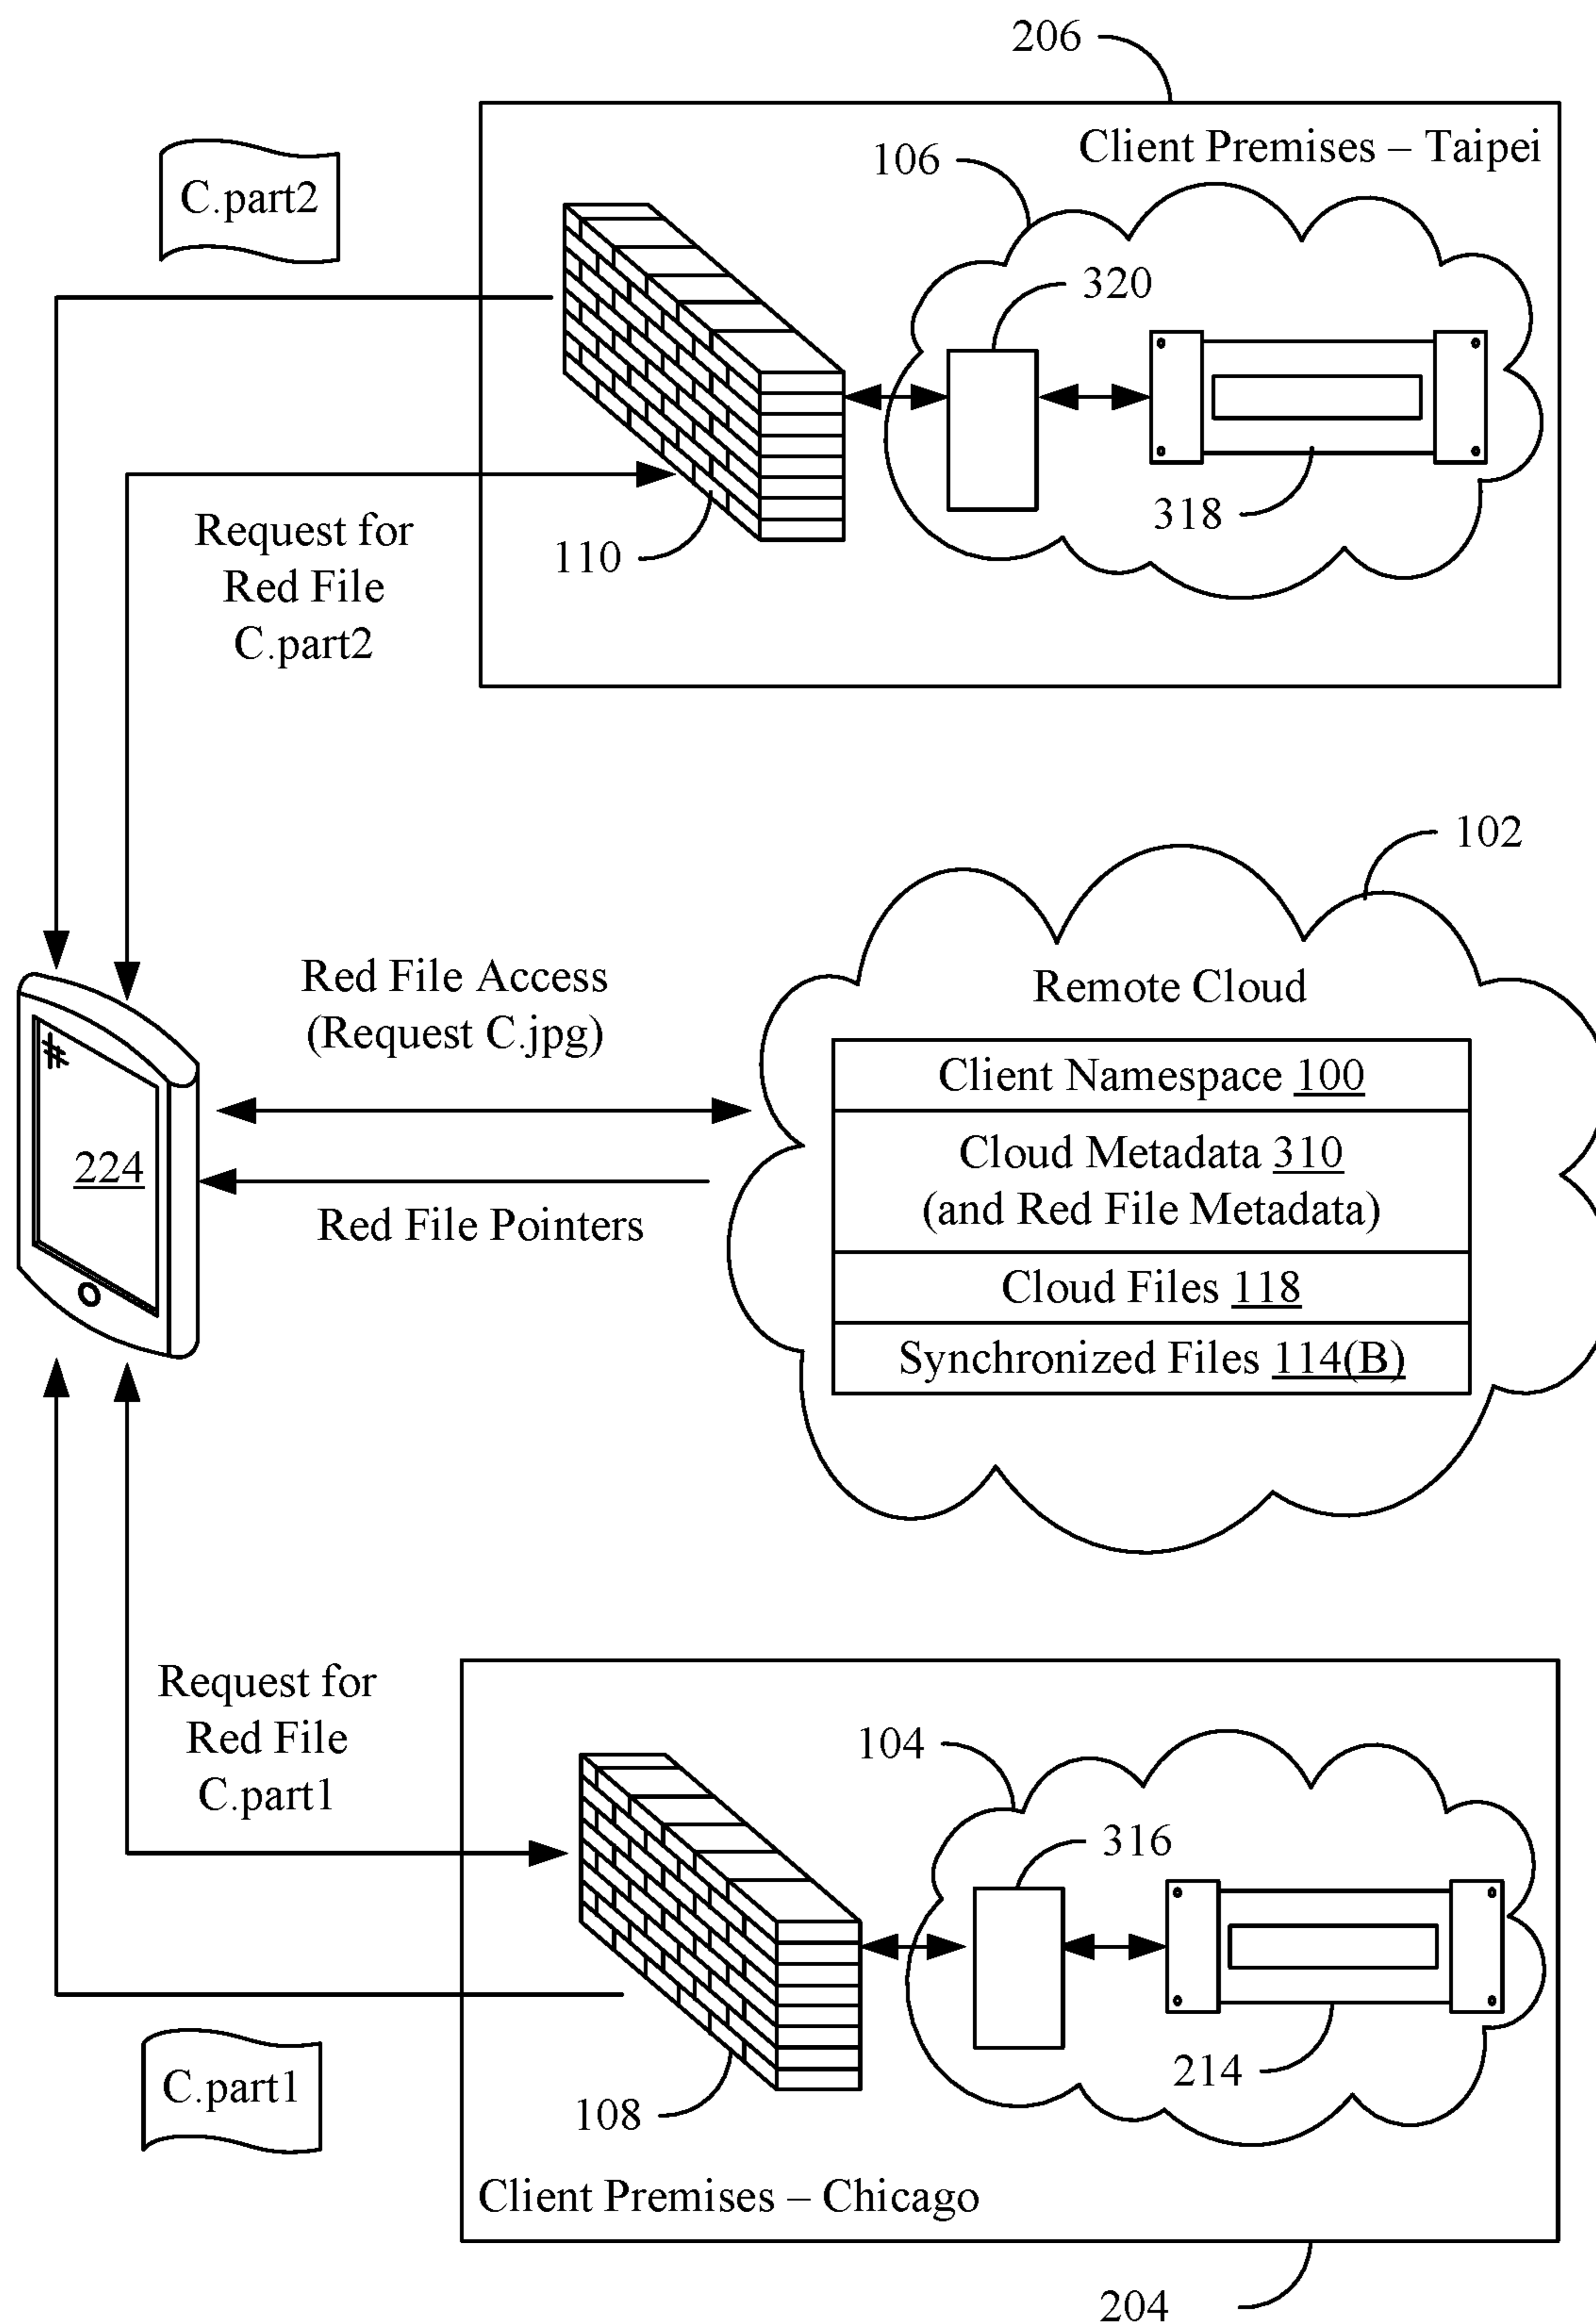 206
Client Premises – Taipei
106
C.part2
320
318
110
Request for
Red File
C.part2
102
Remote Cloud
Red File Access
(Request C.jpg)
Client Namespace 100
Cloud Metadata 310
(and Red File Metadata)
224
Red File Pointers
Cloud Files 118
Synchronized Files 114(B)
Request for
Red File
C.part1
104
316
214
C.part1
108
Client Premises – Chicago
204